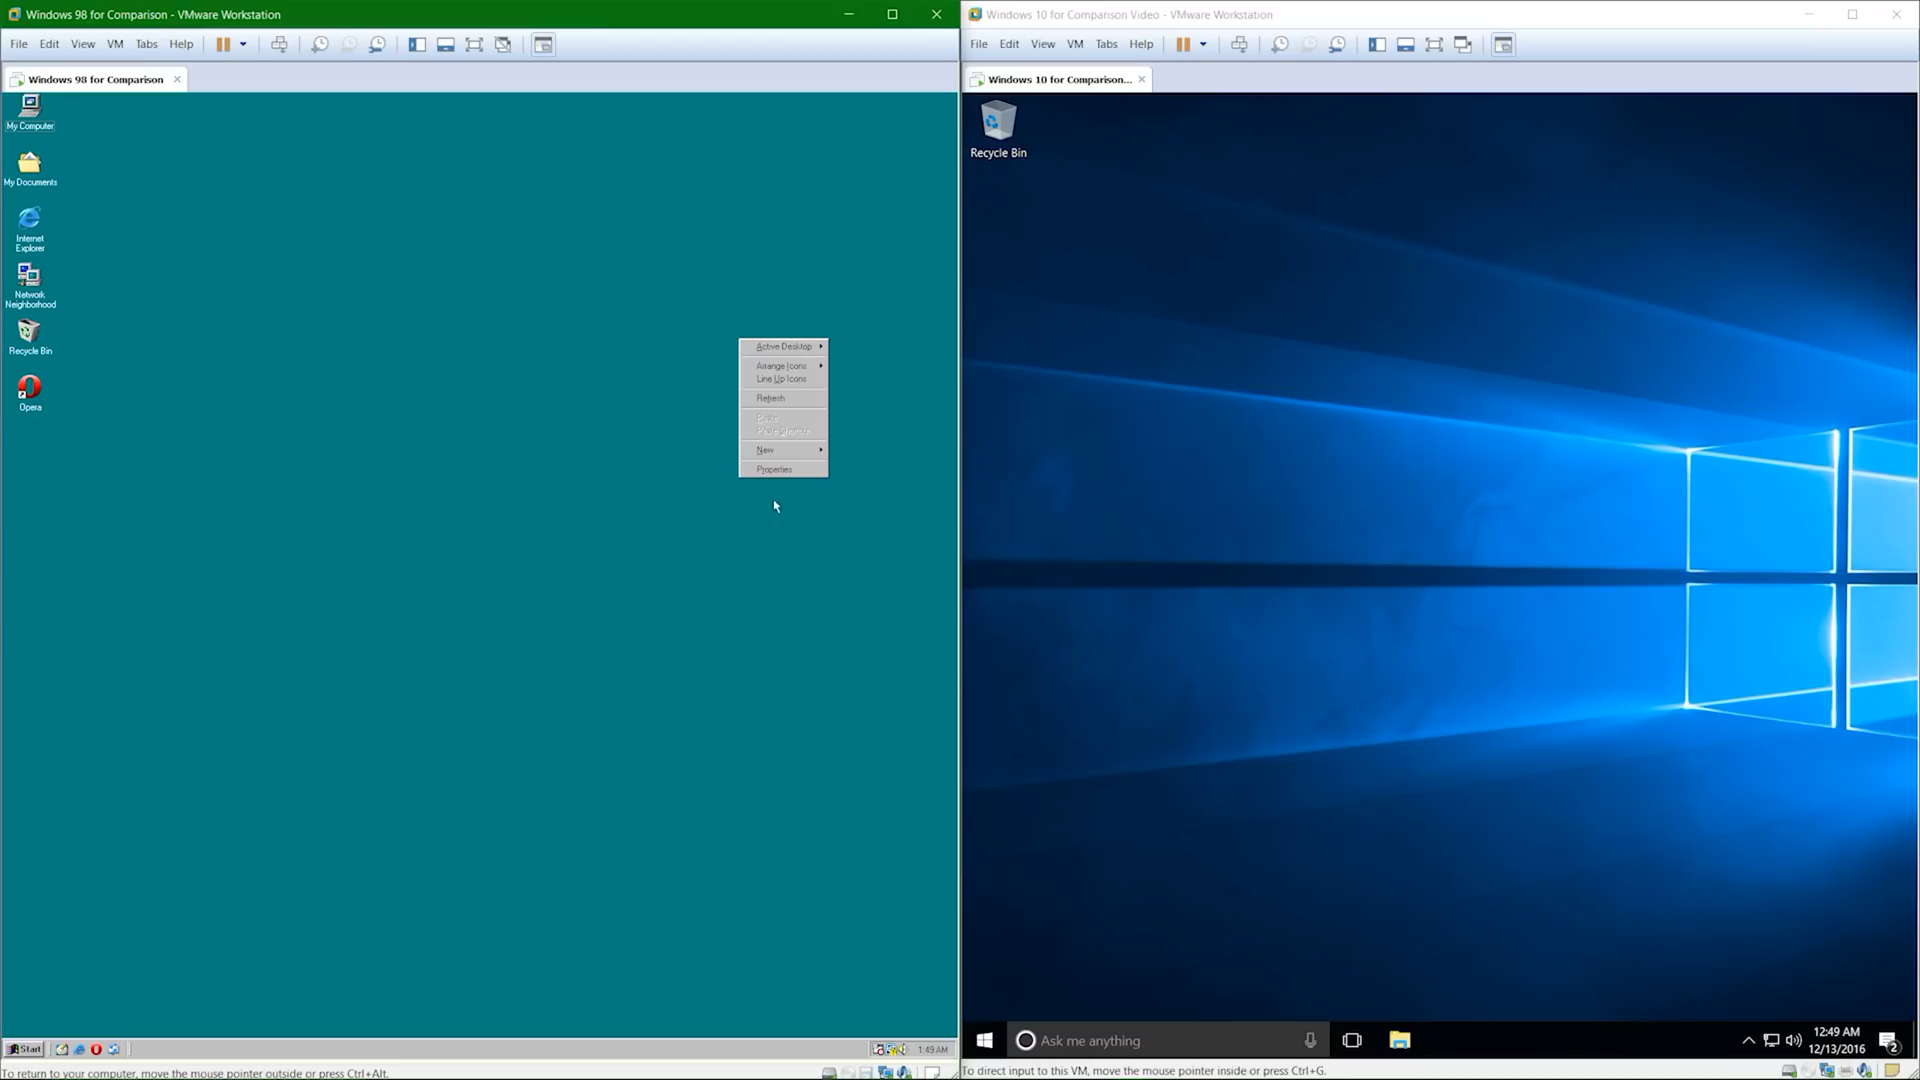 Windows 98 for Comparison - VMware Workstation
File Edit View VM Tabs Help
Windows 98 for Comparison
My Computer
My Documents
Internet
Explorer
Network
Neighborhood
Recycle Bin
Opera
Active Desktop
Arrange Icons
Line Up Icons
Refresh
Paste
Paste Shortcut
New
Properties
Start
1:49 AM
To return to your computer, move the mouse pointer outside or press Ctrl+Alt.
Windows 10 for Comparison Video - VMware Workstation
File Edit View VM Tabs Help
Windows 10 for Comparison...
Recycle Bin
Ask me anything
12:49 AM
12/13/2016
2
To direct input to this VM, move the mouse pointer inside or press Ctrl+G.